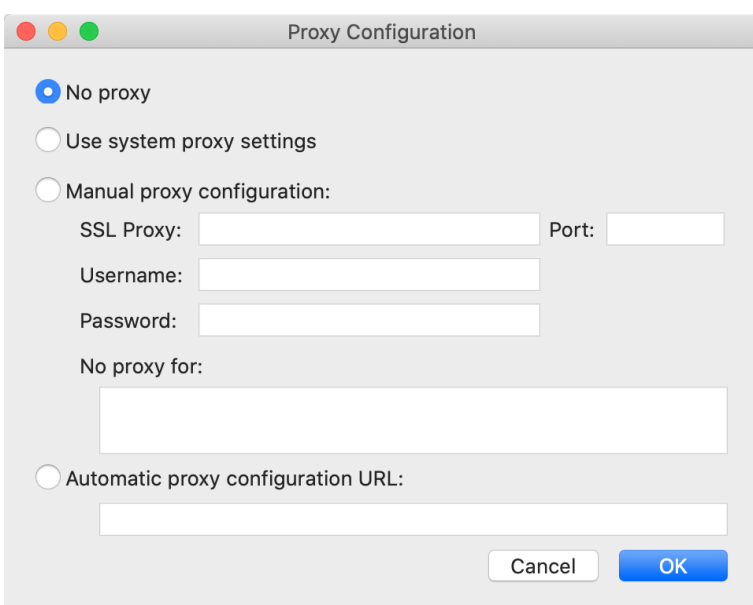 Proxy Configuration
No proxy
Use system proxy settings
Manual proxy configuration:
SSL Proxy: Port:
Username:
Password:
No proxy for:
Automatic proxy configuration URL:
Cancel OK